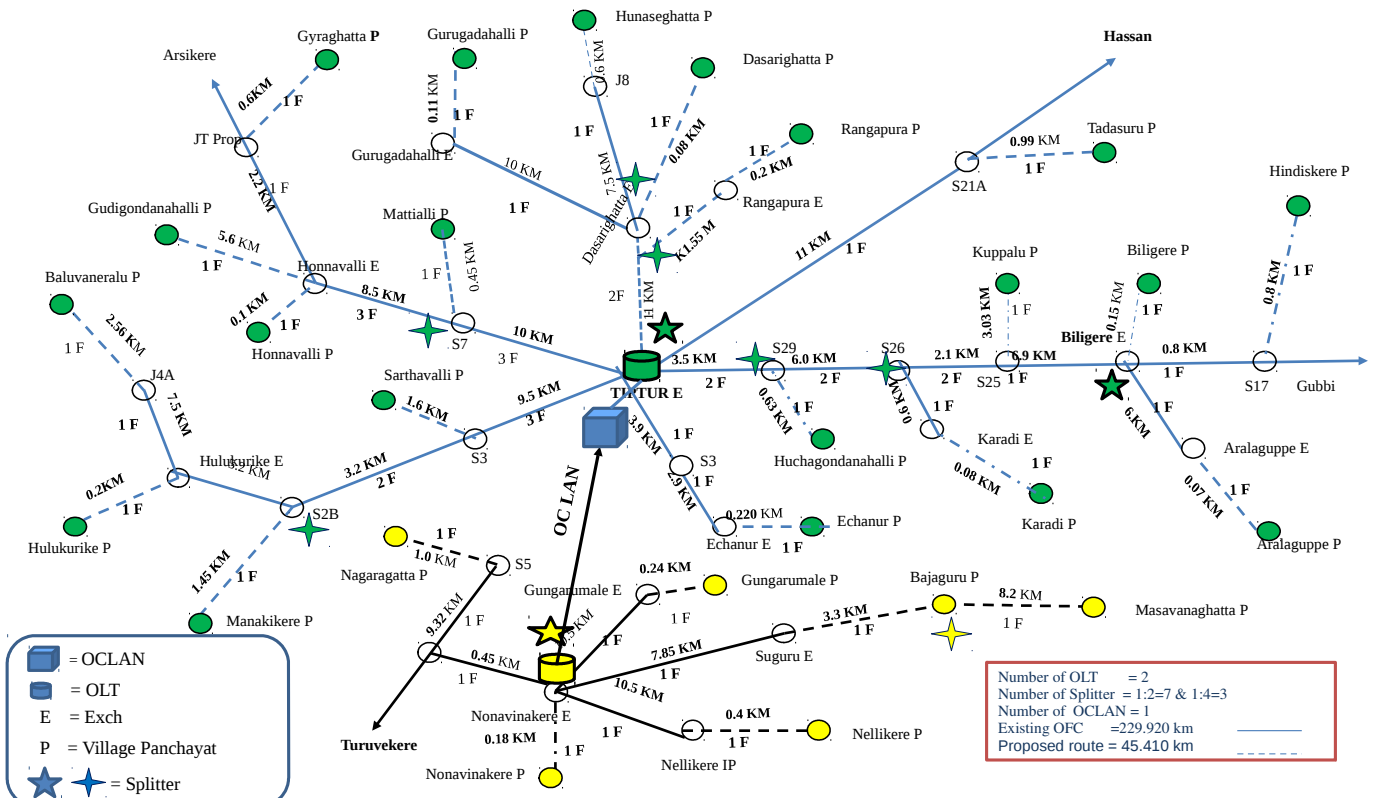 Hunaseghatta P
Gurugadahalli P
Gyraghatta P
Arsikere
Hassan
Dasarighatta P
0.6KM
1 F
0.11 KM
1 F
0.6 KM
J8
1 F
1 F
0.08 KM
Rangapura P
1 F
0.2 KM
Tadasuru P
0.99 KM
1 F
JT Prop
Gurugadahalli E
10 KM
1 F
7.5 KM
Dasarighatta E
1 F
Rangapura E
K1.55 M
S21A
Hindiskere P
2.2 KM
1 F
Gudigondanahalli P
5.6 KM
1 F
Mattialli P
1 F
0.45 KM
11 KM
1 F
Kuppalu P
Biligere P
Baluvaneralu P
Honnavalli E
8.5 KM
3 F
0.1 KM
1 F
Honnavalli P
S7
10 KM
3 F
2F
H KM
3.03 KM
1 F
0.15 KM
1 F
0.8 KM
1 F
2.56 KM
1 F
J4A
Sarthavalli P
1.6 KM
9.5 KM
3 F
TIPTUR E
3.5 KM
2 F
S29
6.0 KM
2 F
S26
2.1 KM
2 F
S25
6.9 KM
1 F
Biligere E
0.8 KM
1 F
S17
Gubbi
7.5 KM
1 F
Hulukurike E
S3
3.2 KM
2 F
3.9 KM
1 F
S3
1 F
2.9 KM
0.63 KM
1 F
Huchagondanahalli P
0.6 KM
1 F
Karadi E
0.08 KM
1 F
Karadi P
6.KM
1 F
Aralaguppe E
0.07 KM
1 F
Aralaguppe P
0.2KM
1 F
Hulukurike P
S2B
1.45 KM
1 F
Manakikere P
OC LAN
0.220 KM
1 F
Echanur E
Echanur P
1 F
1.0 KM
Nagaragatta P
S5
9.32 KM
1 F
Gungarumale E
0.24 KM
1 F
Gungarumale P
Bajaguru P
8.2 KM
1 F
Masavanaghatta P
1 F
3.3 KM
1 F
Suguru E
7.85 KM
1 F
0.45 KM
1 F
10.5 KM
1 F
Nonavinakere E
0.18 KM
1 F
Nonavinakere P
0.4 KM
1 F
Nellikere P
Nellikere IP
Turuvekere
= OCLAN
= OLT
E = Exch
P = Village Panchayat
= Splitter
Number of OLT = 2
Number of Splitter = 1:2=7 & 1:4=3
Number of OCLAN = 1
Existing OFC =229.920 km
Proposed route = 45.410 km